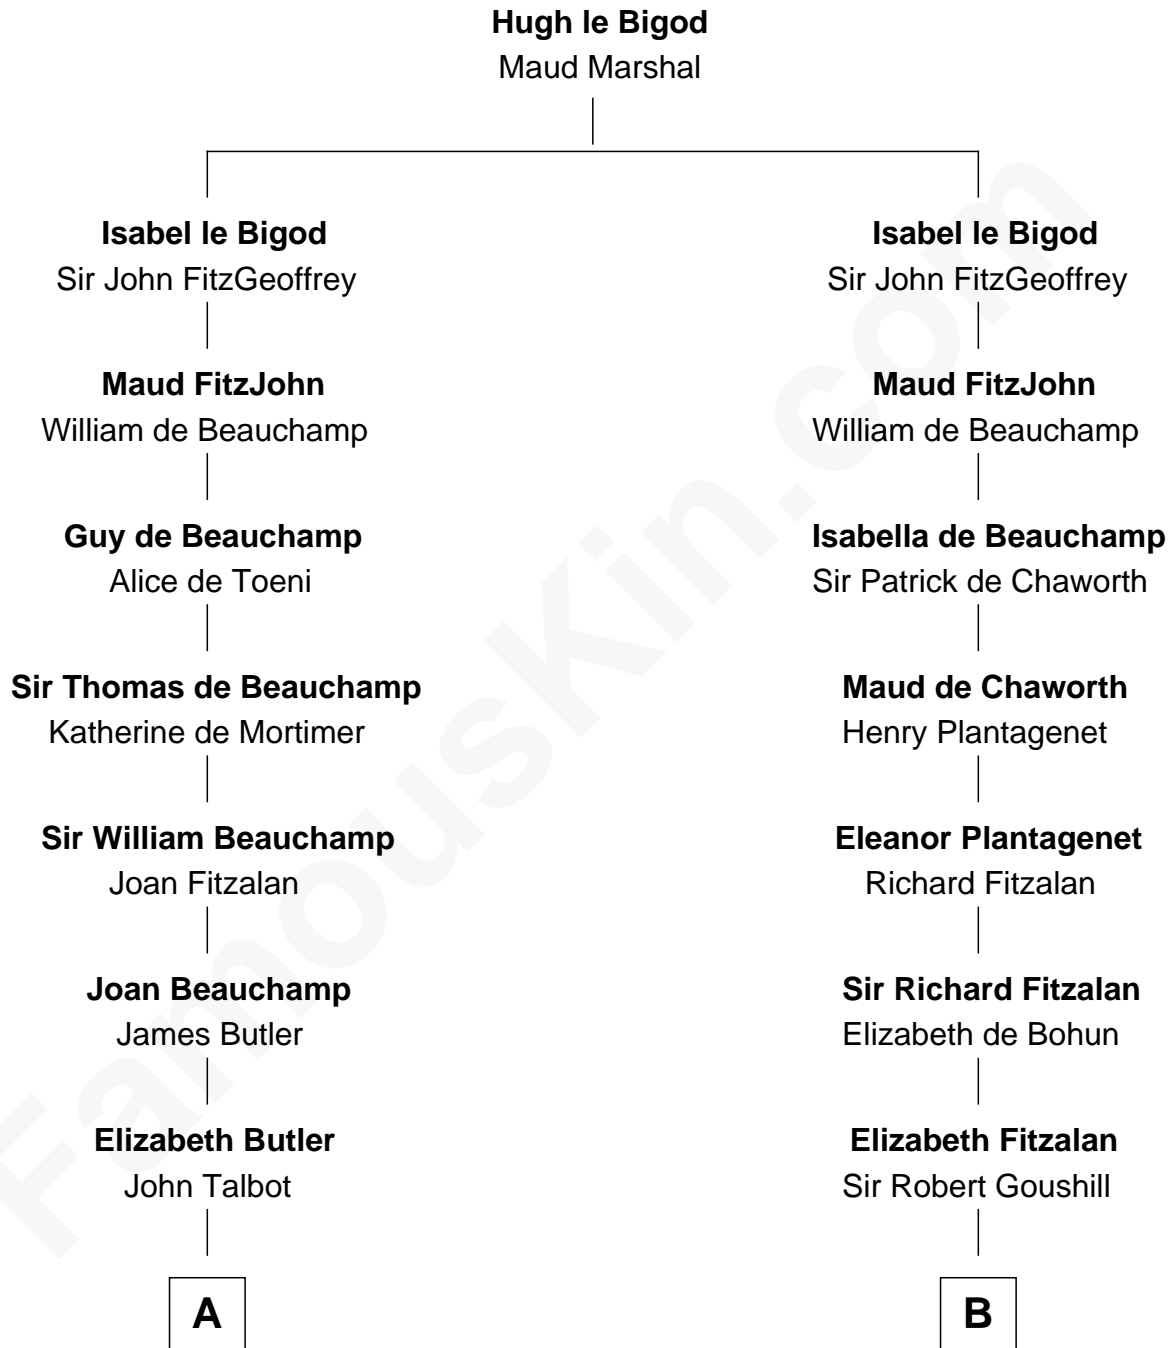 Hugh le Bigod
Maud Marshal
Isabel le Bigod
Sir John FitzGeoffrey
Isabel le Bigod
Sir John FitzGeoffrey
Maud FitzJohn
William de Beauchamp
Maud FitzJohn
William de Beauchamp
Guy de Beauchamp
Alice de Toeni
Isabella de Beauchamp
Sir Patrick de Chaworth
Sir Thomas de Beauchamp
Katherine de Mortimer
Maud de Chaworth
Henry Plantagenet
Sir William Beauchamp
Joan Fitzalan
Eleanor Plantagenet
Richard Fitzalan
Joan Beauchamp
James Butler
Sir Richard Fitzalan
Elizabeth de Bohun
Elizabeth Butler
John Talbot
Elizabeth Fitzalan
Sir Robert Goushill
A
B
FamousKin.com